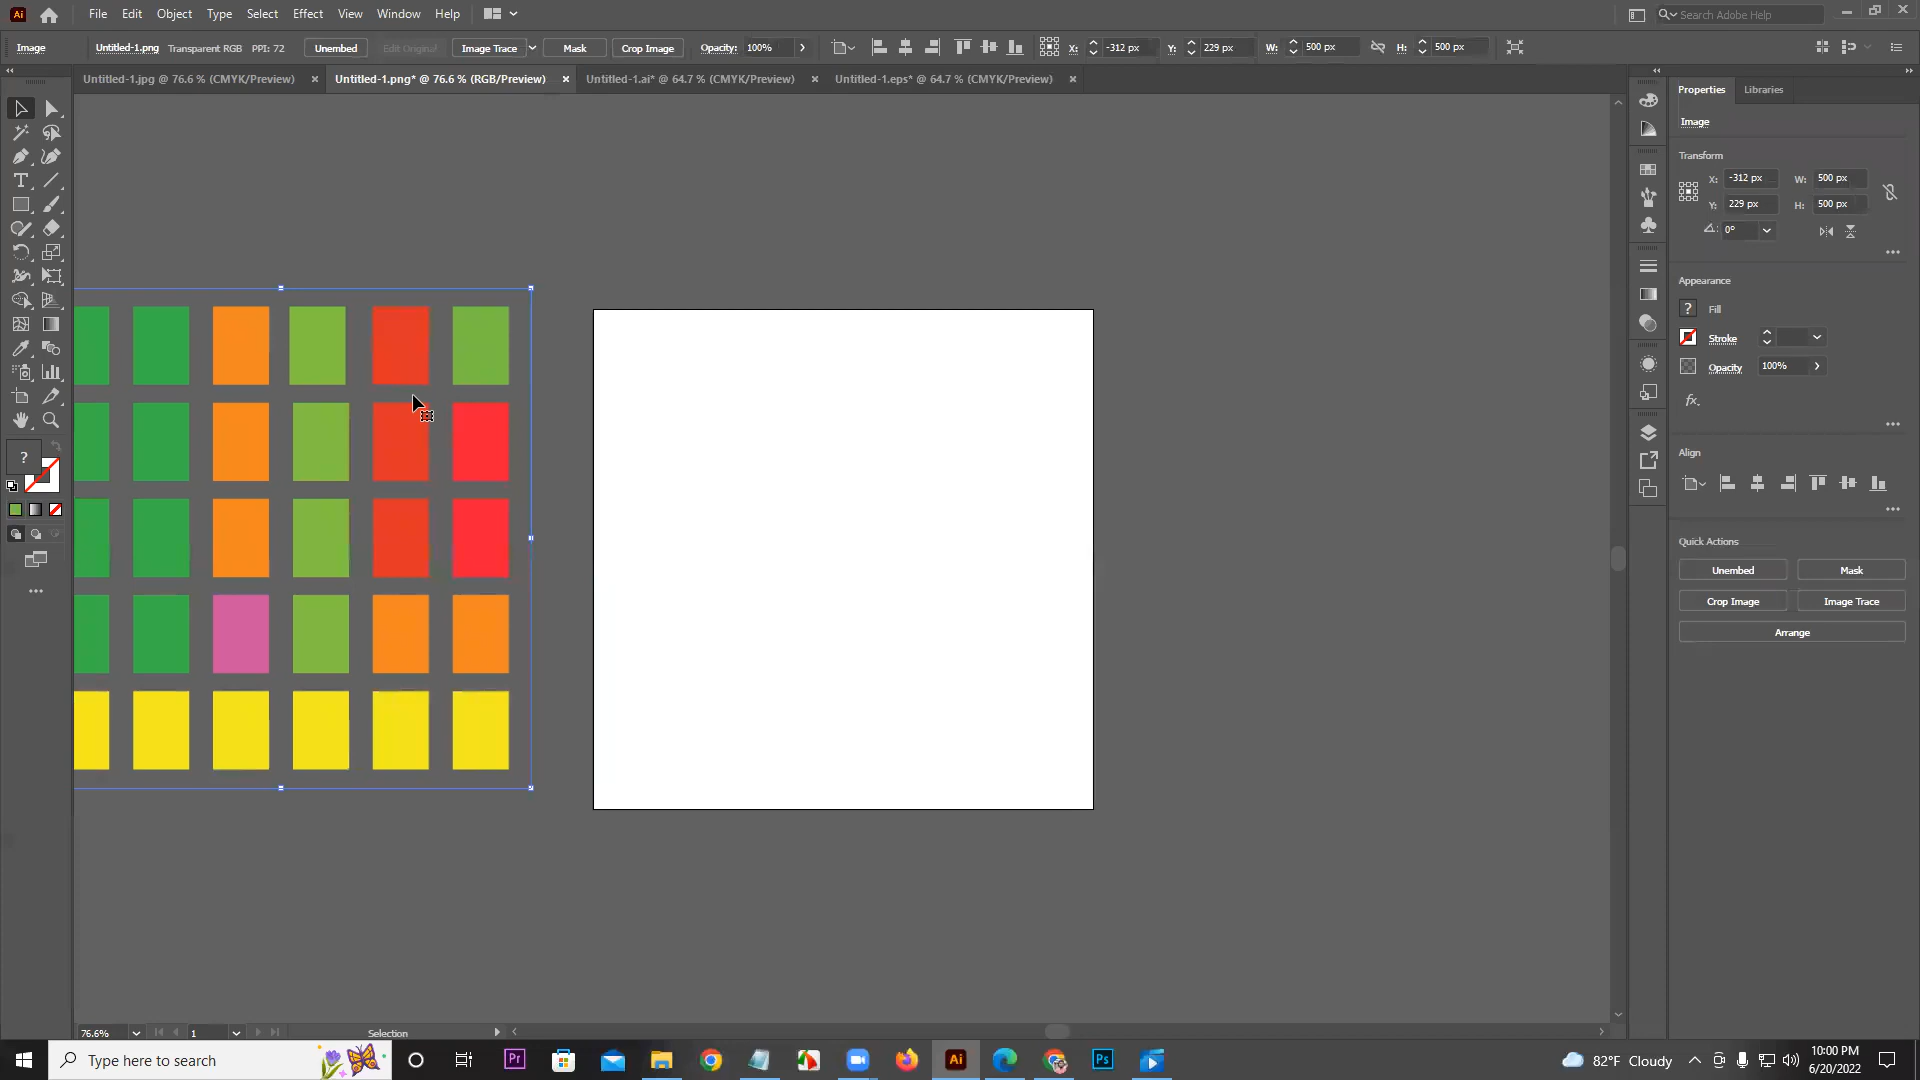 Ai File Edit Object Type Select Effect View Window Help Search Adobe Help
Image Untitled-1.png Transparent RGB PPI: 72 Unembed Edit Original Image Trace Mask Crop Image Opacity: 100% X: -312 px Y: 229 px W: 500 px H: 500 px
Untitled-1.jpg @ 76.6 % (CMYK/Preview) Untitled-1.png* @ 76.6 % (RGB/Preview) Untitled-1.ai* @ 64.7 % (CMYK/Preview) Untitled-1.eps* @ 64.7 % (CMYK/Preview)
Properties Libraries
Image
Transform
X: -312 px W: 500 px
Y: 229 px H: 500 px
0°
Appearance
? Fill
Stroke
Opacity 100%
fx.
Align
Quick Actions
Unembed Mask
Crop Image Image Trace
Arrange
T
?
76.6% 1 Selection
Type here to search Pr Ai Ps 82°F Cloudy
10:00 PM
6/20/2022